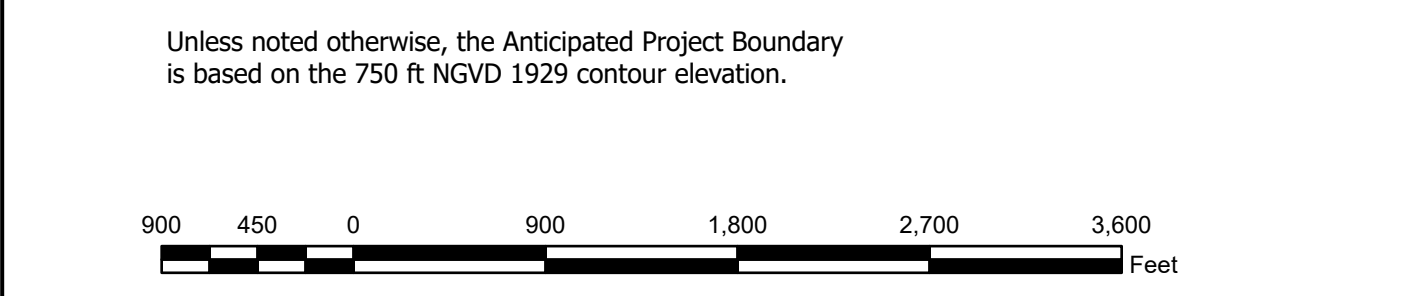 Unless noted otherwise, the Anticipated Project Boundary
is based on the 750 ft NGVD 1929 contour elevation.
900 450 0 900 1,800 2,700 3,600
Feet